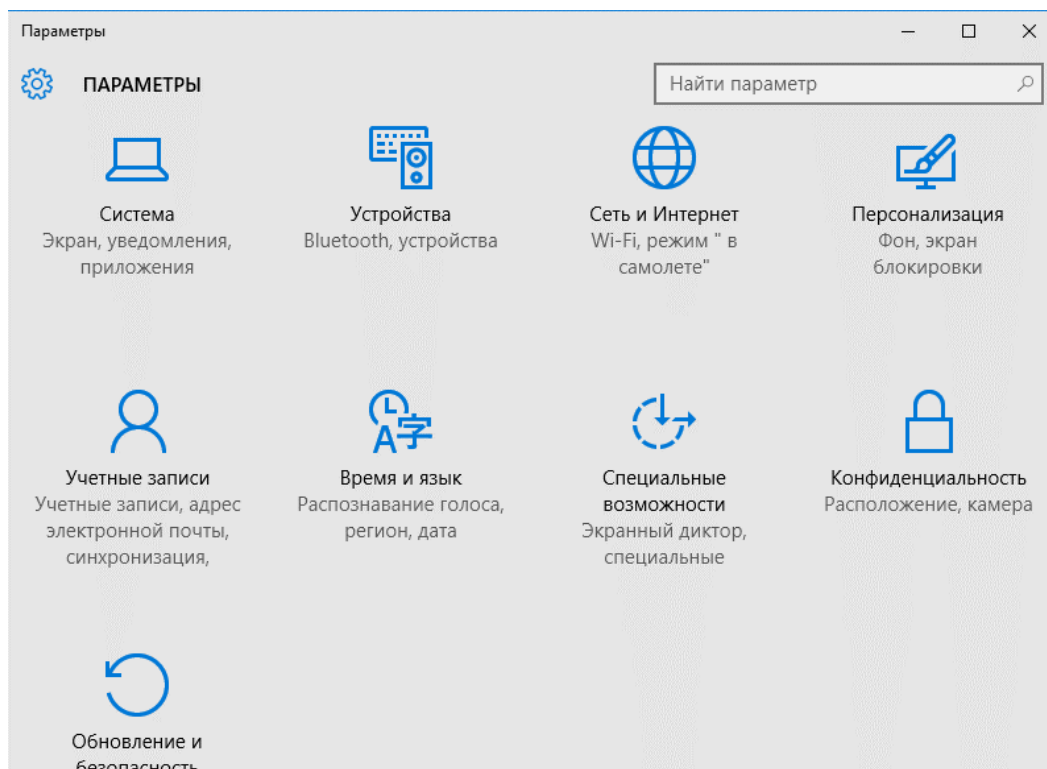 Параметры
ПАРАМЕТРЫ
Найти параметр
Система
Экран, уведомления,
приложения
Устройства
Bluetooth, устройства
Сеть и Интернет
Wi-Fi, режим " в
самолете"
Персонализация
Фон, экран
блокировки
Учетные записи
Учетные записи, адрес
электронной почты,
синхронизация,
Время и язык
Распознавание голоса,
регион, дата
Специальные
возможности
Экранный диктор,
специальные
Конфиденциальность
Расположение, камера
Обновление и
безопасность